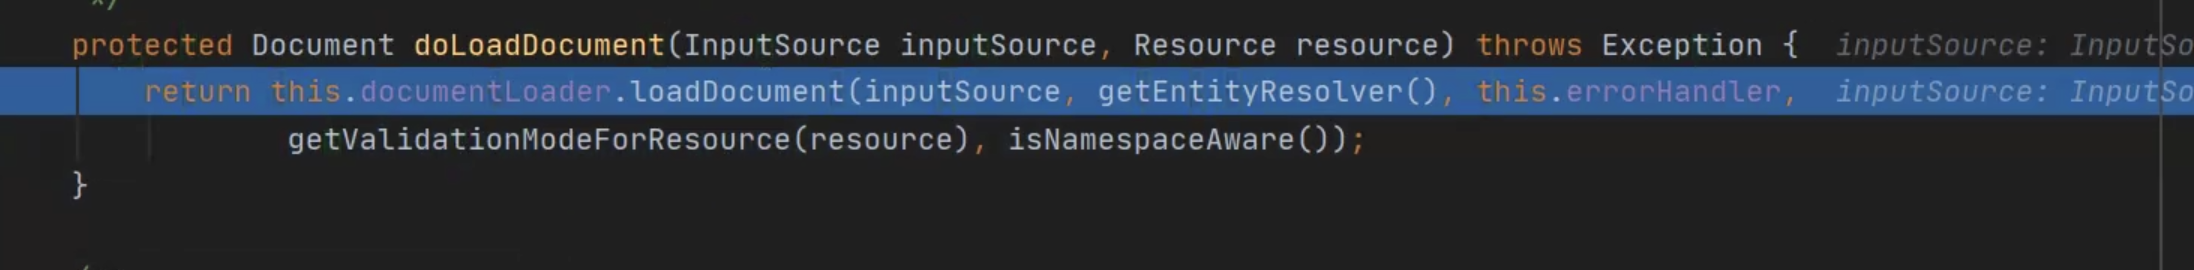 */
protected Document doLoadDocument(InputSource inputSource, Resource resource) throws Exception { inputSource: InputSo
return this.documentLoader.loadDocument(inputSource, getEntityResolver(), this.errorHandler, inputSource: InputSo
getValidationModeForResource(resource), isNamespaceAware());
}